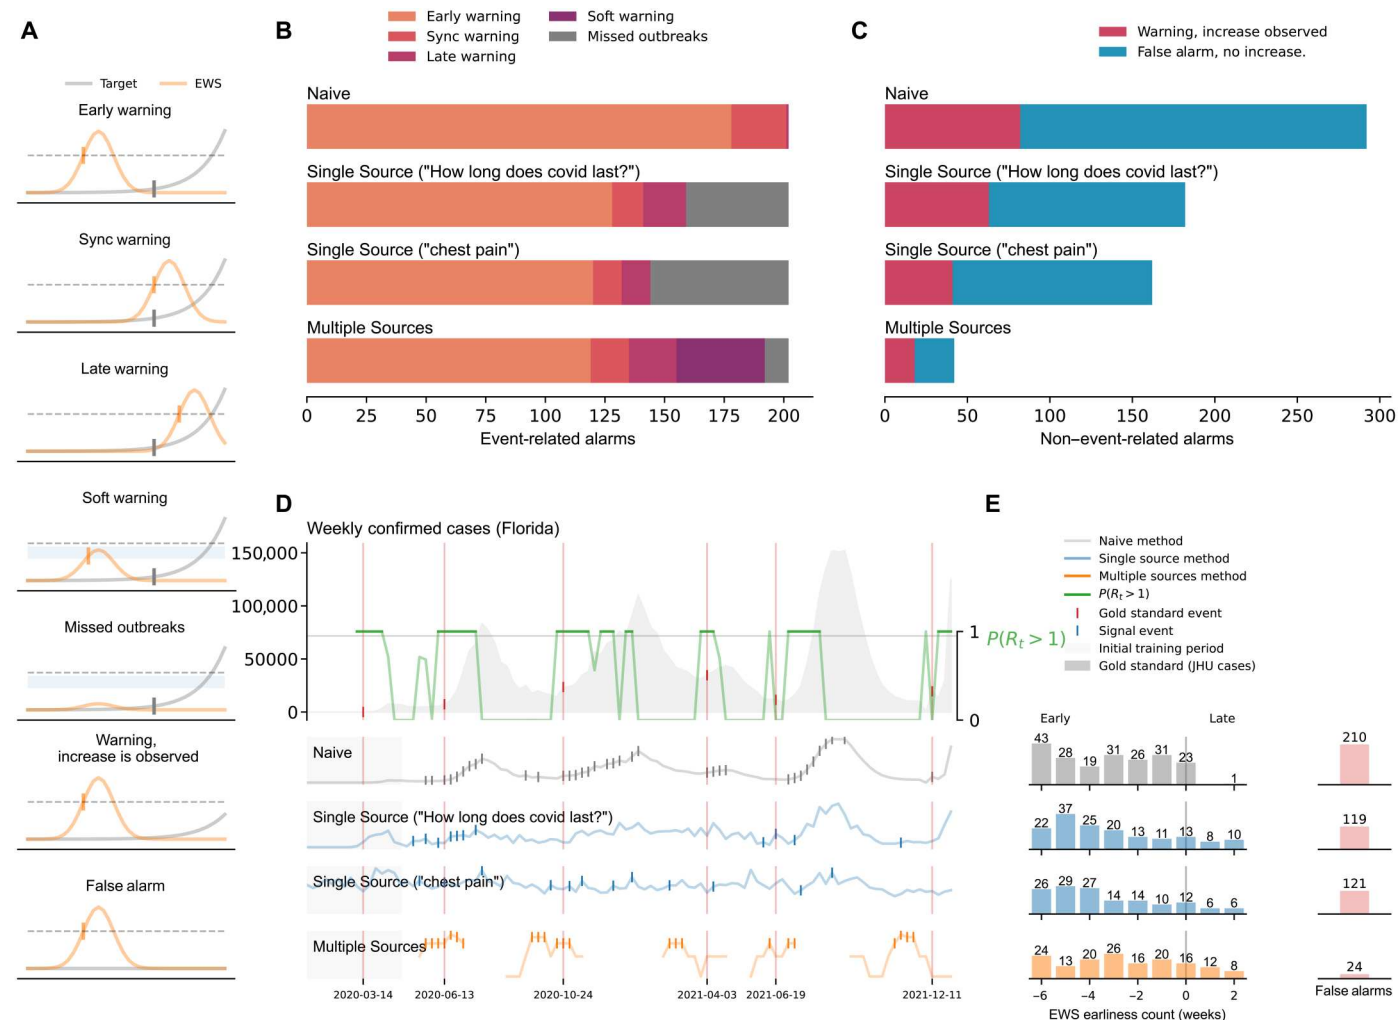 A
Target
EWS
Early warning
Sync warning
Late warning
Soft warning
Missed outbreaks
Warning,
increase is observed
False alarm
B
Early warning
Sync warning
Late warning
Soft warning
Missed outbreaks
Naive
Single Source ("How long does covid last?")
Single Source ("chest pain")
Multiple Sources
0 25 50 75 100 125 150 175 200
Event-related alarms
C
Warning, increase observed
False alarm, no increase.
Naive
Single Source ("How long does covid last?")
Single Source ("chest pain")
Multiple Sources
0 50 100 150 200 250 300
Non–event-related alarms
D
Weekly confirmed cases (Florida)
150,000
100,000
50000
0
1
P(Rt > 1)
0
Naive
Single Source ("How long does covid last?")
Single Source ("chest pain")
Multiple Sources
2020-03-14 2020-06-13 2020-10-24 2021-04-03 2021-06-19 2021-12-11
E
Naive method
Single source method
Multiple sources method
P(Rt > 1)
Gold standard event
Signal event
Initial training period
Gold standard (JHU cases)
Early Late
43 28 19 31 26 31 23 1 210
22 37 25 20 13 11 13 8 10 119
26 29 27 14 14 10 12 6 6 121
24 13 20 26 16 20 16 12 8 24
−6 −4 −2 0 2
False alarms
EWS earliness count (weeks)